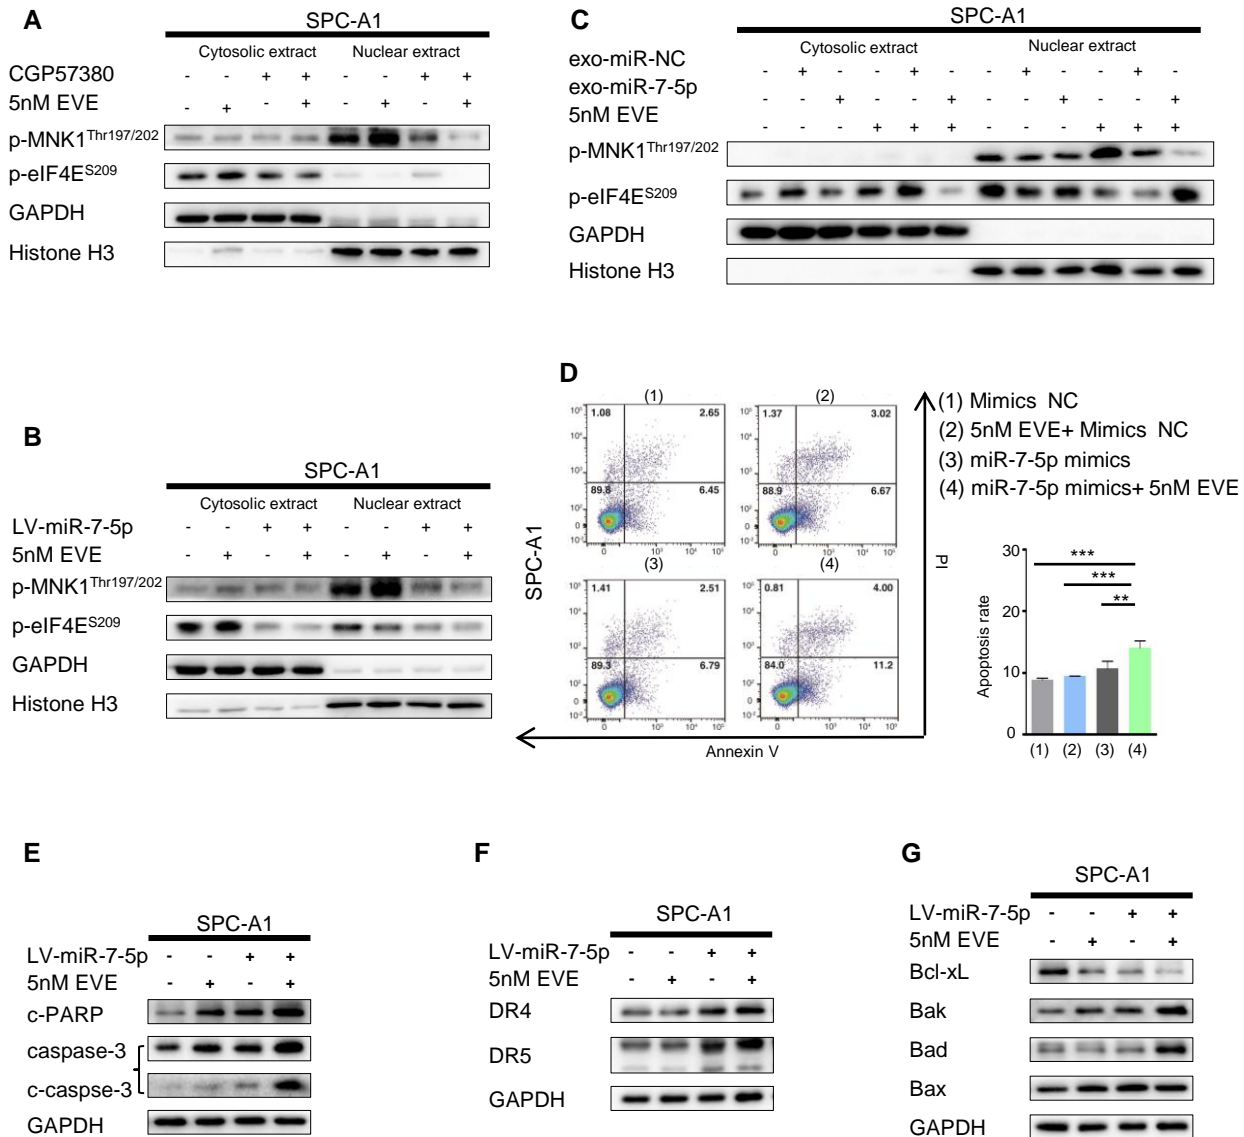 A
SPC-A1
Cytosolic extract Nuclear extract
CGP57380 - - + + - - + +
5nM EVE - + - + - + - +
p-MNK1Thr197/202
p-eIF4ES209
GAPDH
Histone H3
B
SPC-A1
Cytosolic extract Nuclear extract
LV-miR-7-5p - - + + - - + +
5nM EVE - + - + - + - +
p-MNK1Thr197/202
p-eIF4ES209
GAPDH
Histone H3
C
SPC-A1
Cytosolic extract Nuclear extract
exo-miR-NC - + - - + - - + - - + -
exo-miR-7-5p - - + - - + - - + - - +
5nM EVE - - - + + + - - - + + +
p-MNK1Thr197/202
p-eIF4ES209
GAPDH
Histone H3
D
(1) (2)
1.08 2.65
89.8 6.45
1.37 3.02
88.9 6.67
(3) (4)
1.41 2.51
89.3 6.79
0.81 4.00
84.0 11.2
SPC-A1
Annexin V
PI
(1) Mimics NC
(2) 5nM EVE+ Mimics NC
(3) miR-7-5p mimics
(4) miR-7-5p mimics+ 5nM EVE
Apoptosis rate
30
20
10
0
***
***
**
(1) (2) (3) (4)
E
SPC-A1
LV-miR-7-5p - - + +
5nM EVE - + - +
c-PARP
caspase-3
c-caspse-3
GAPDH
F
SPC-A1
LV-miR-7-5p - - + +
5nM EVE - + - +
DR4
DR5
GAPDH
G
SPC-A1
LV-miR-7-5p - - + +
5nM EVE - + - +
Bcl-xL
Bak
Bad
Bax
GAPDH